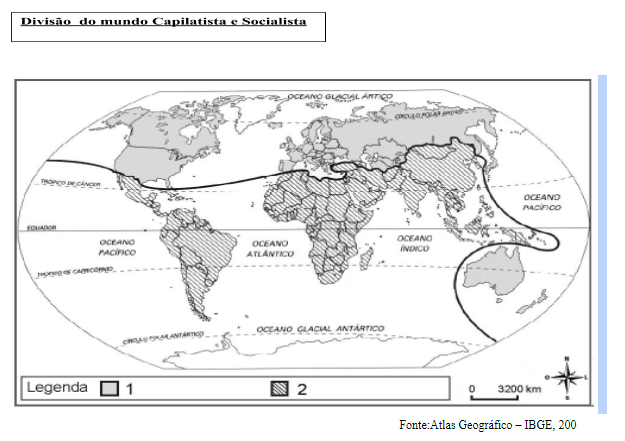 Divisão do mundo Capilatista e Socialista
OCEANO GLACIAL ÁRTICO
CÍRCULO POLAR ÁRTICO
TRÓPICO DE CÂNCER
OCEANO
PACÍFICO
EQUADOR
OCEANO
PACÍFICO
OCEANO
ATLÂNTICO
OCEANO
ÍNDICO
TRÓPICO DE CAPRICÓRNIO
CÍRCULO POLAR ANTÁRTICO
OCEANO GLACIAL ANTÁRTICO
Legenda 1 2
0 3200 km
N
O L
S
Fonte:Atlas Geográfico – IBGE, 200